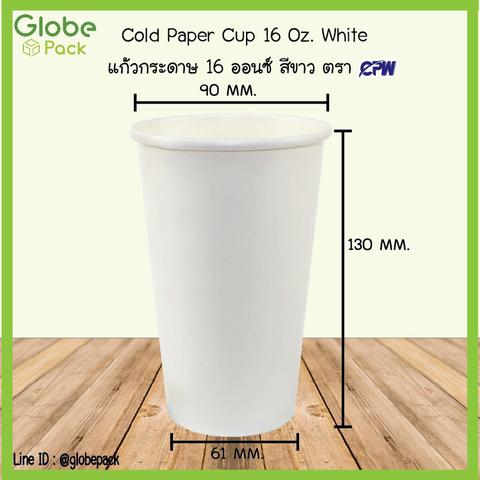 Globe
Pack
Cold Paper Cup 16 Oz. White
แก้วกระดาษ 16 ออนซ์ สีขาว ตรา CPW
90 MM.
130 MM.
61 MM.
Line ID : @globepack